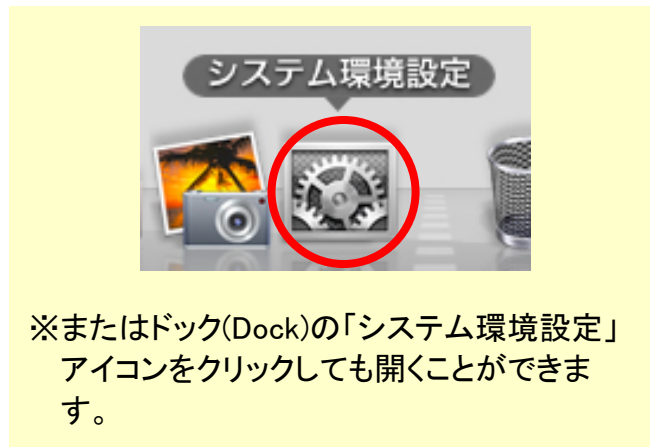 システム環境設定
※またはドック(Dock)の「システム環境設定」
アイコンをクリックしても開くことができま
す。